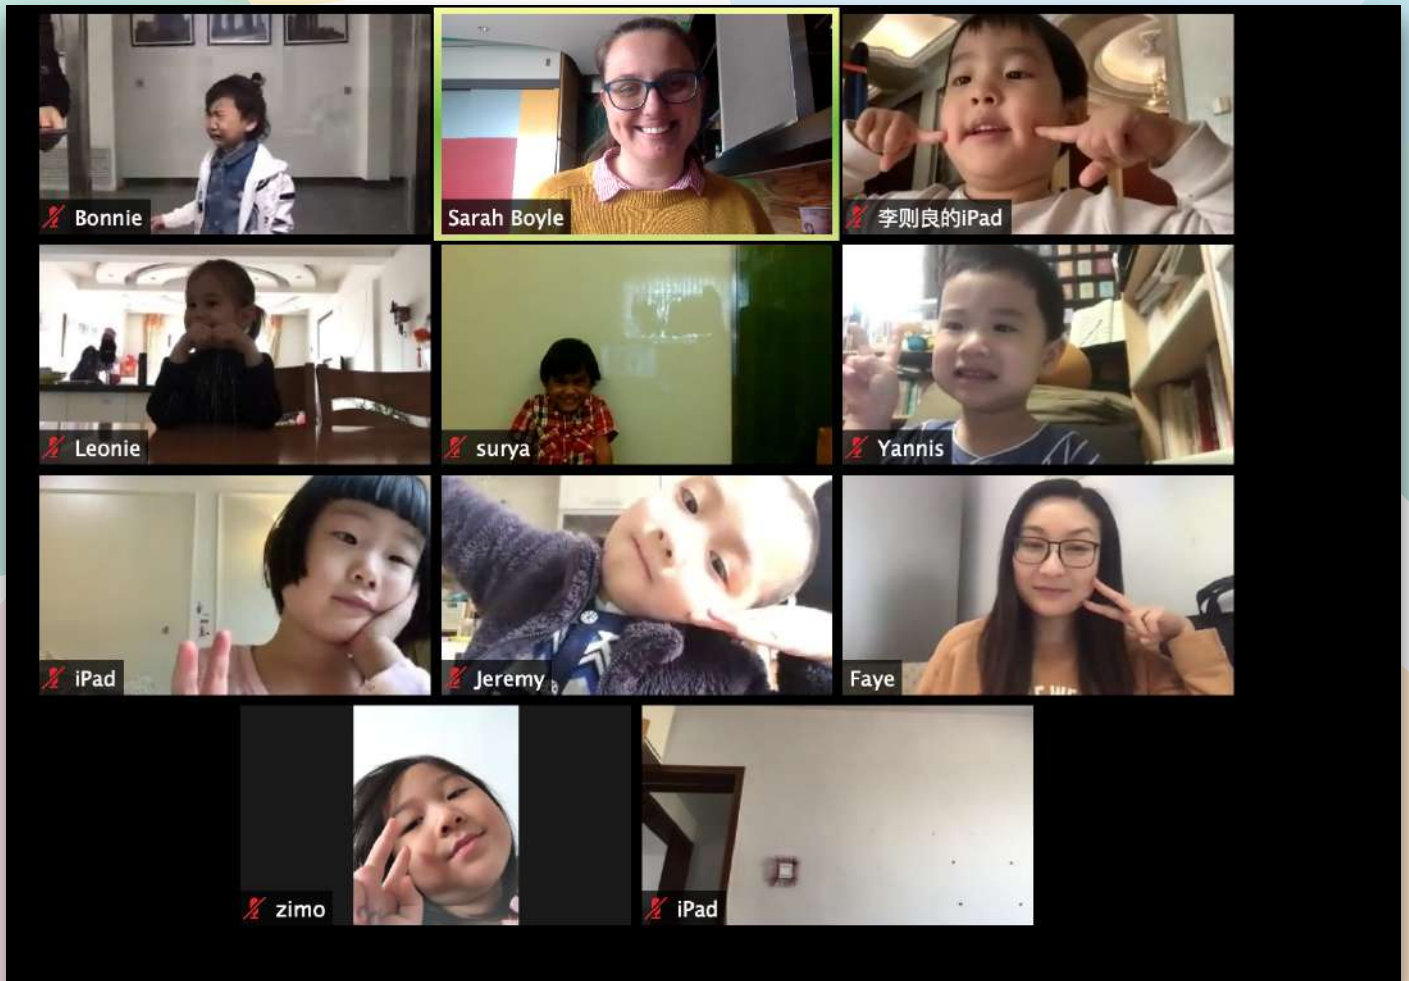 Bonnie
Sarah Boyle
李则良的iPad
Leonie
surya
Yannis
iPad
Jeremy
Faye
zimo
iPad